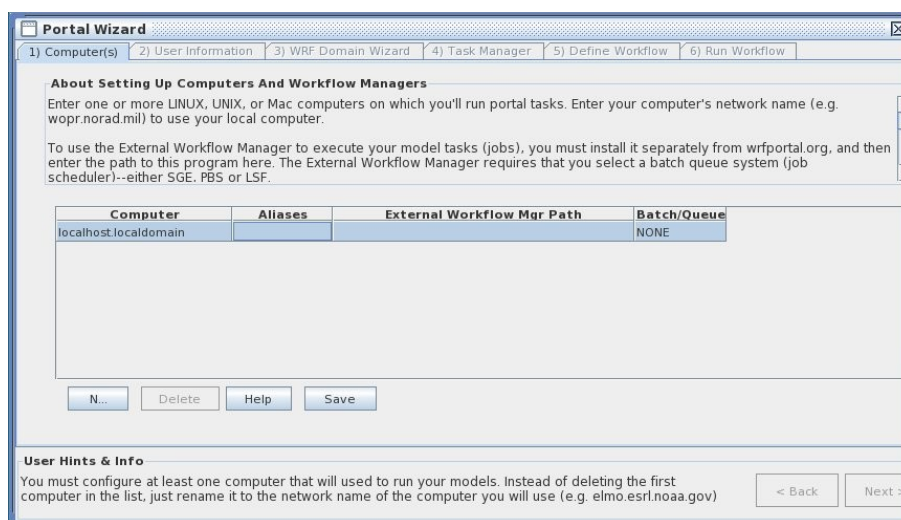 Portal Wizard
1) Computer(s) 2) User Information 3) WRF Domain Wizard 4) Task Manager 5) Define Workflow 6) Run Workflow
About Setting Up Computers And Workflow Managers
Enter one or more LINUX, UNIX, or Mac computers on which you'll run portal tasks. Enter your computer's network name (e.g.
wopr.norad.mil) to use your local computer.
To use the External Workflow Manager to execute your model tasks (jobs), you must install it separately from wrfportal.org, and then
enter the path to this program here. The External Workflow Manager requires that you select a batch queue system (job
scheduler)--either SGE, PBS or LSF.
Computer Aliases External Workflow Mgr Path Batch/Queue
localhost.localdomain NONE
N... Delete Help Save
User Hints & Info
You must configure at least one computer that will used to run your models. Instead of deleting the first
computer in the list, just rename it to the network name of the computer you will use (e.g. elmo.esrl.noaa.gov)
< Back Next >